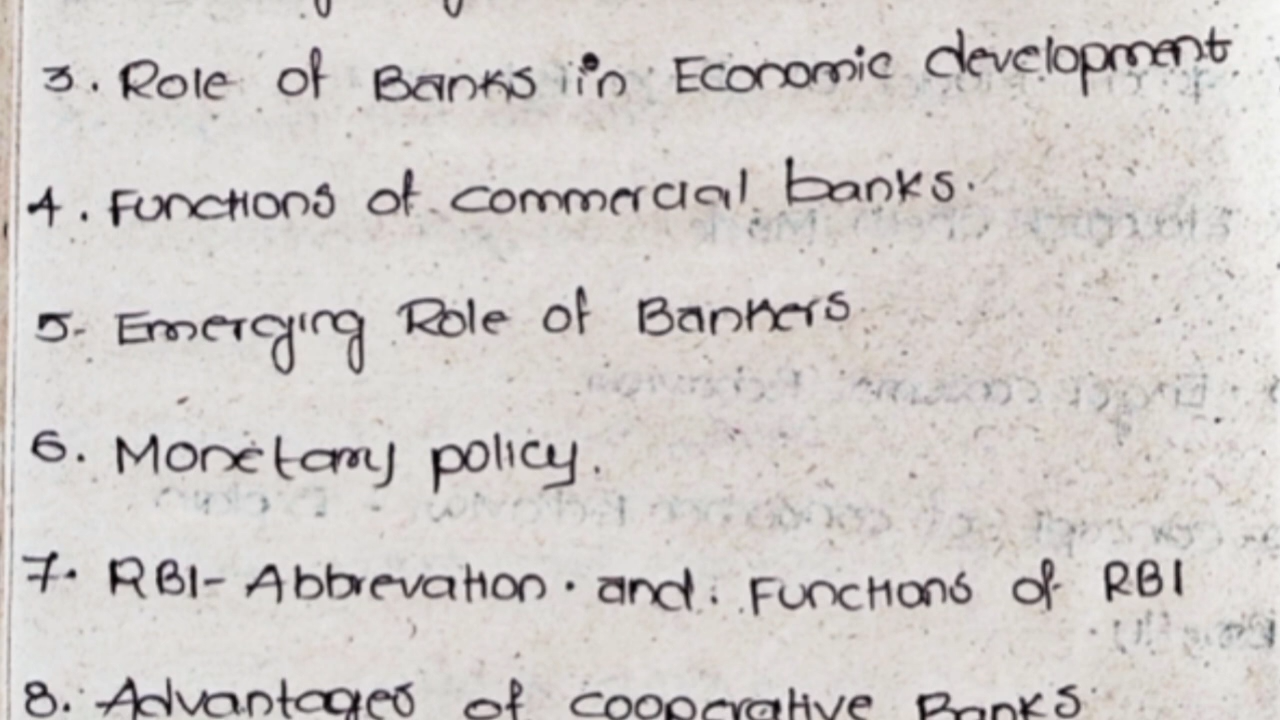 3. Role of Banks in Economic development
4. Functions of commercial banks.
5- Emerging Role of Bankers
6. Monetary policy.
7. RBI- Abbrevation. and. Functions of RBI
8. Advantages of cooperative Banks